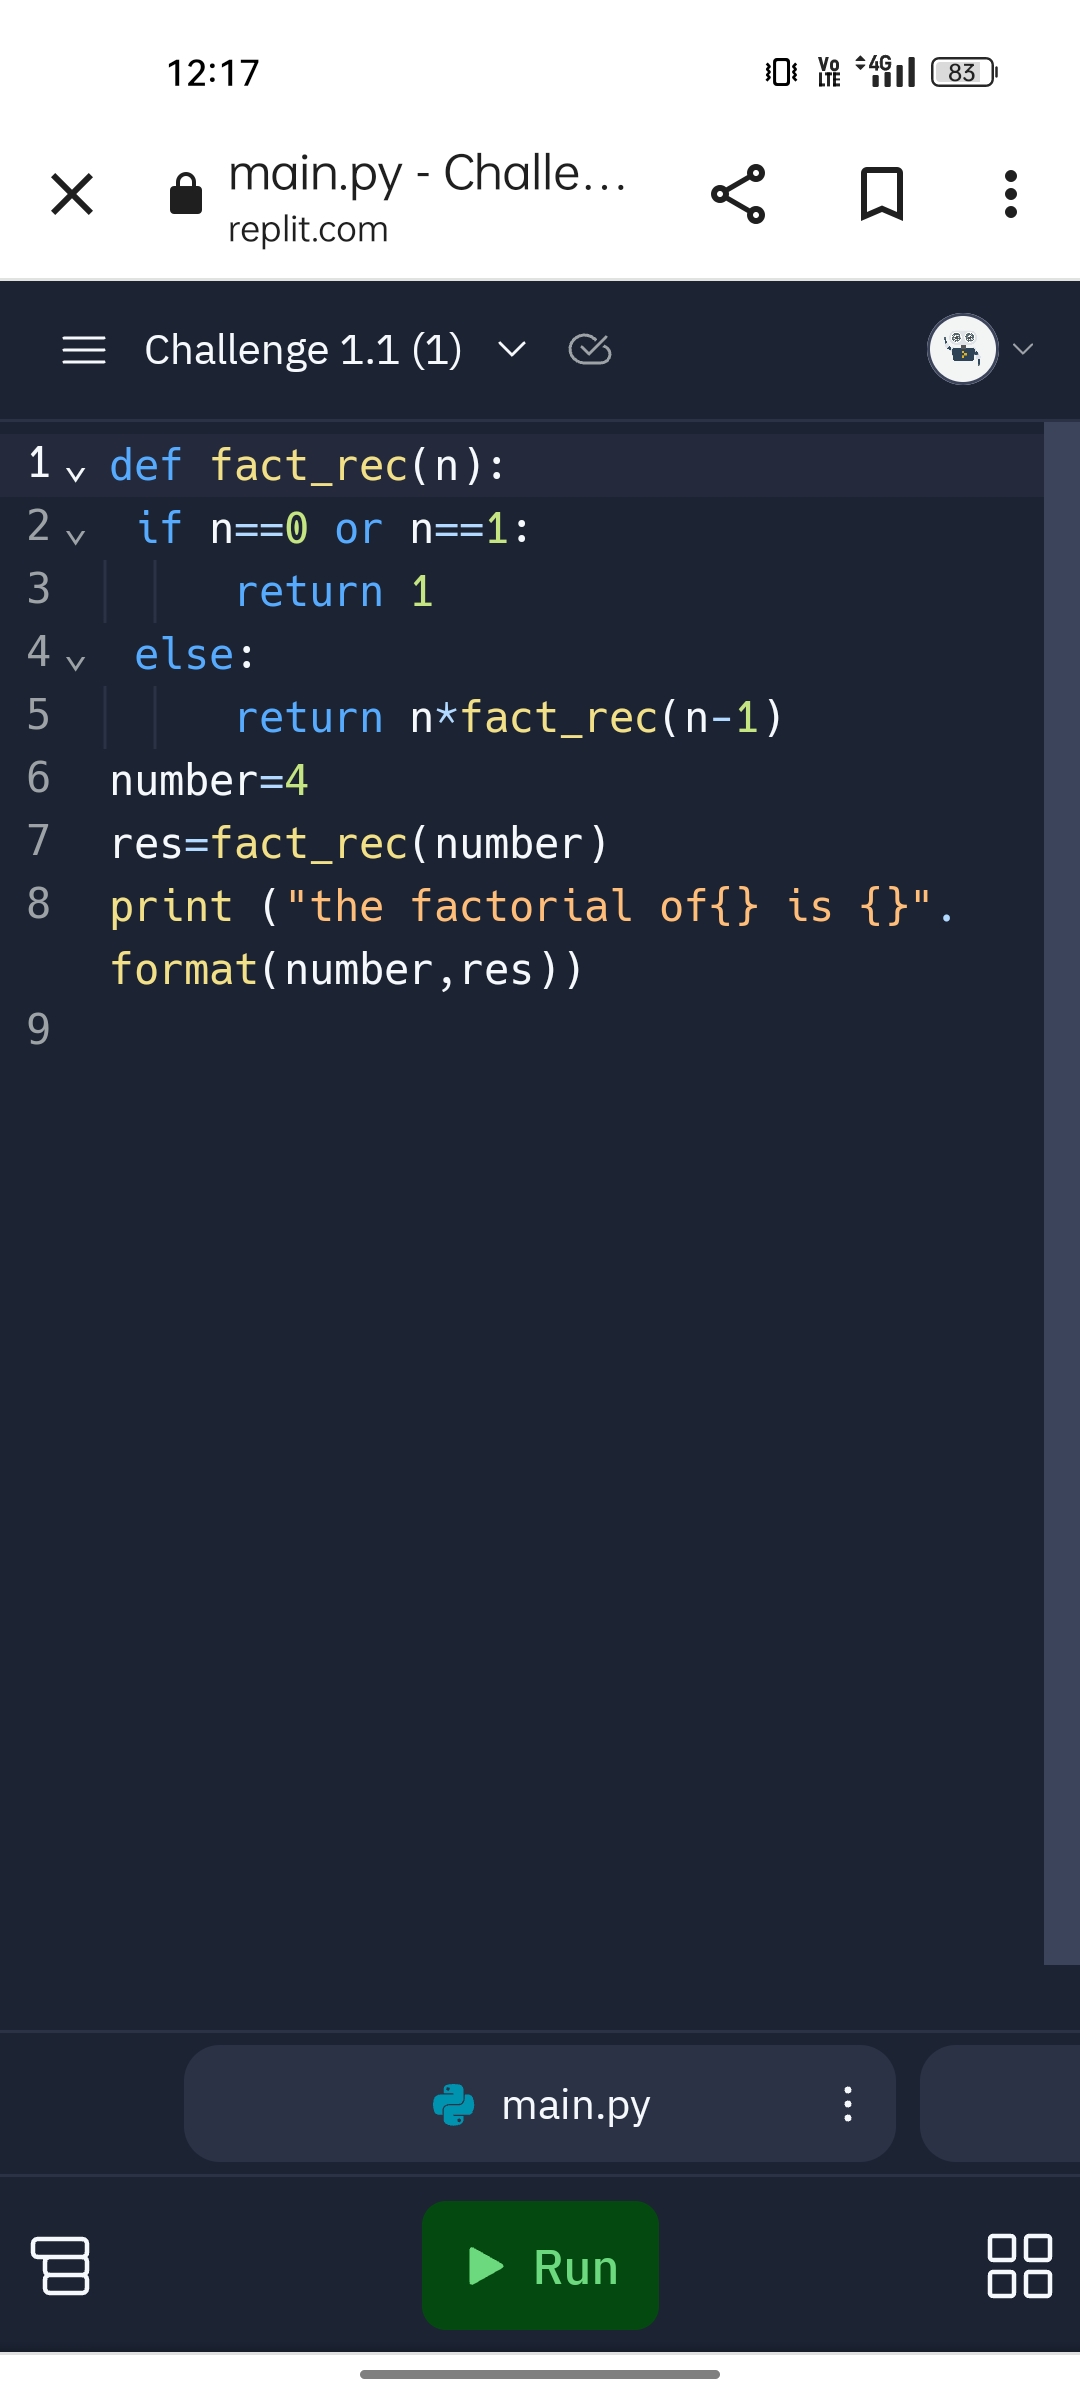 12:17
Vo LTE 4G 83
main.py - Challe...
replit.com
Challenge 1.1 (1)
1 def fact_rec(n):
2  if n==0 or n==1:
3      return 1
4  else:
5      return n*fact_rec(n-1)
6 number=4
7 res=fact_rec(number)
8 print ("the factorial of{} is {}".
format(number,res))
9
main.py
Run